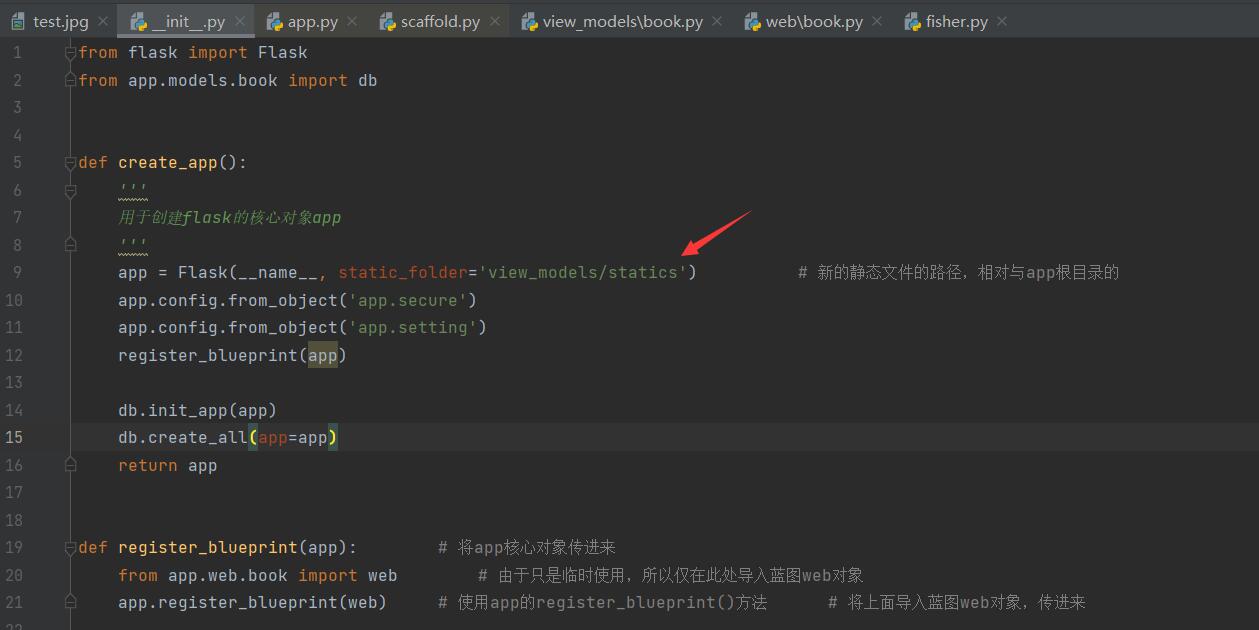 test.jpg __init__.py app.py scaffold.py view_models\book.py web\book.py fisher.py
1 from flask import Flask
2 from app.models.book import db
3
4
5 def create_app():
6 '''
7 用于创建flask的核心对象app
8 '''
9 app = Flask(__name__, static_folder='view_models/statics') # 新的静态文件的路径，相对与app根目录的
10 app.config.from_object('app.secure')
11 app.config.from_object('app.setting')
12 register_blueprint(app)
13
14 db.init_app(app)
15 db.create_all(app=app)
16 return app
17
18
19 def register_blueprint(app): # 将app核心对象传进来
20 from app.web.book import web # 由于只是临时使用，所以仅在此处导入蓝图web对象
21 app.register_blueprint(web) # 使用app的register_blueprint()方法 # 将上面导入蓝图web对象，传进来
22